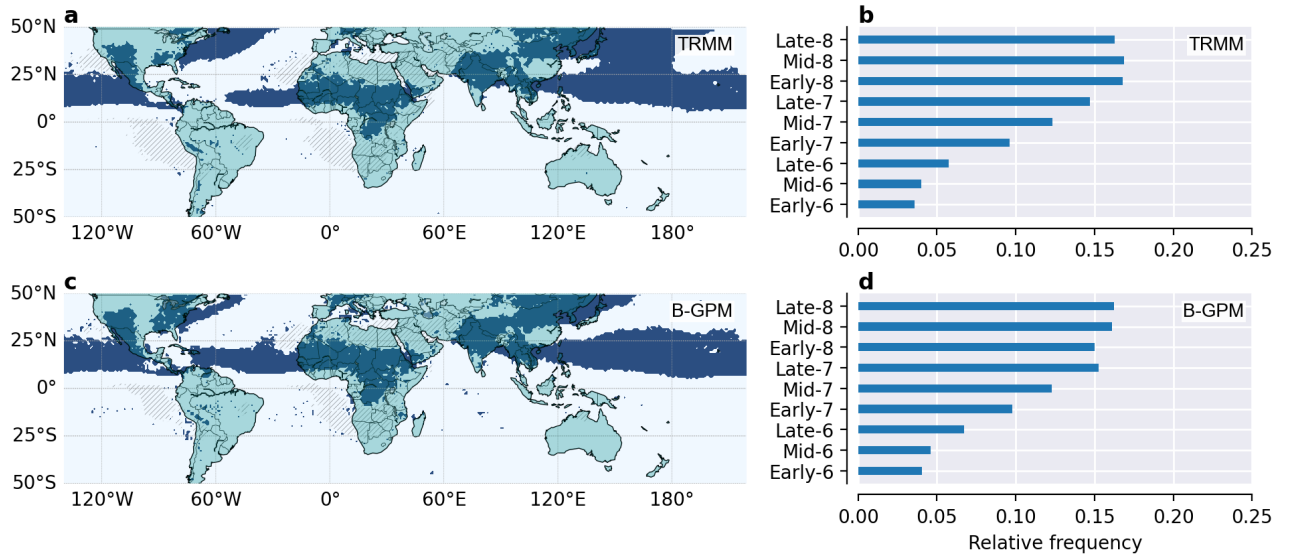 a
50°N
25°N
0°
25°S
50°S
TRMM
120°W 60°W 0° 60°E 120°E 180°
b
Late-8
Mid-8
Early-8
Late-7
Mid-7
Early-7
Late-6
Mid-6
Early-6
TRMM
0.00 0.05 0.10 0.15 0.20 0.25
c
50°N
25°N
0°
25°S
50°S
B-GPM
120°W 60°W 0° 60°E 120°E 180°
d
Late-8
Mid-8
Early-8
Late-7
Mid-7
Early-7
Late-6
Mid-6
Early-6
B-GPM
0.00 0.05 0.10 0.15 0.20 0.25
Relative frequency